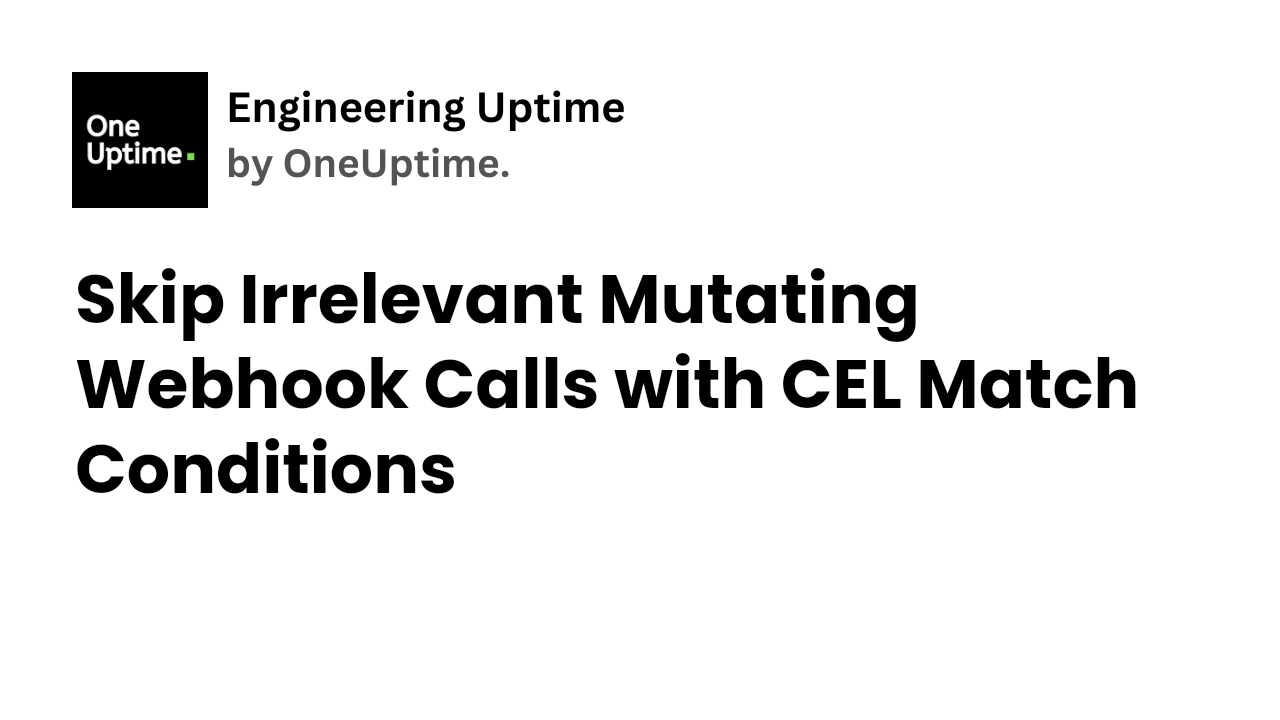 One
Uptime.
Engineering Uptime
by OneUptime.
Skip Irrelevant Mutating
Webhook Calls with CEL Match
Conditions